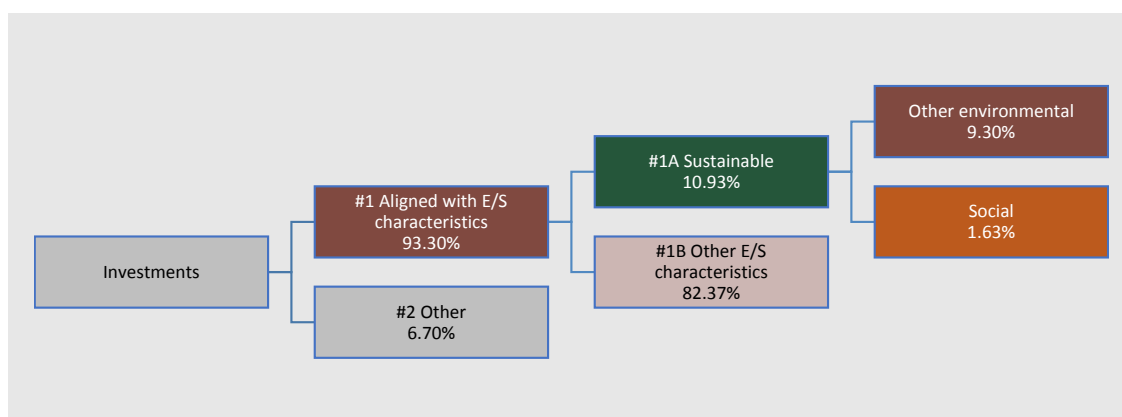 Investments
#1 Aligned with E/S
characteristics
93.30%
#2 Other
6.70%
#1A Sustainable
10.93%
#1B Other E/S
characteristics
82.37%
Other environmental
9.30%
Social
1.63%